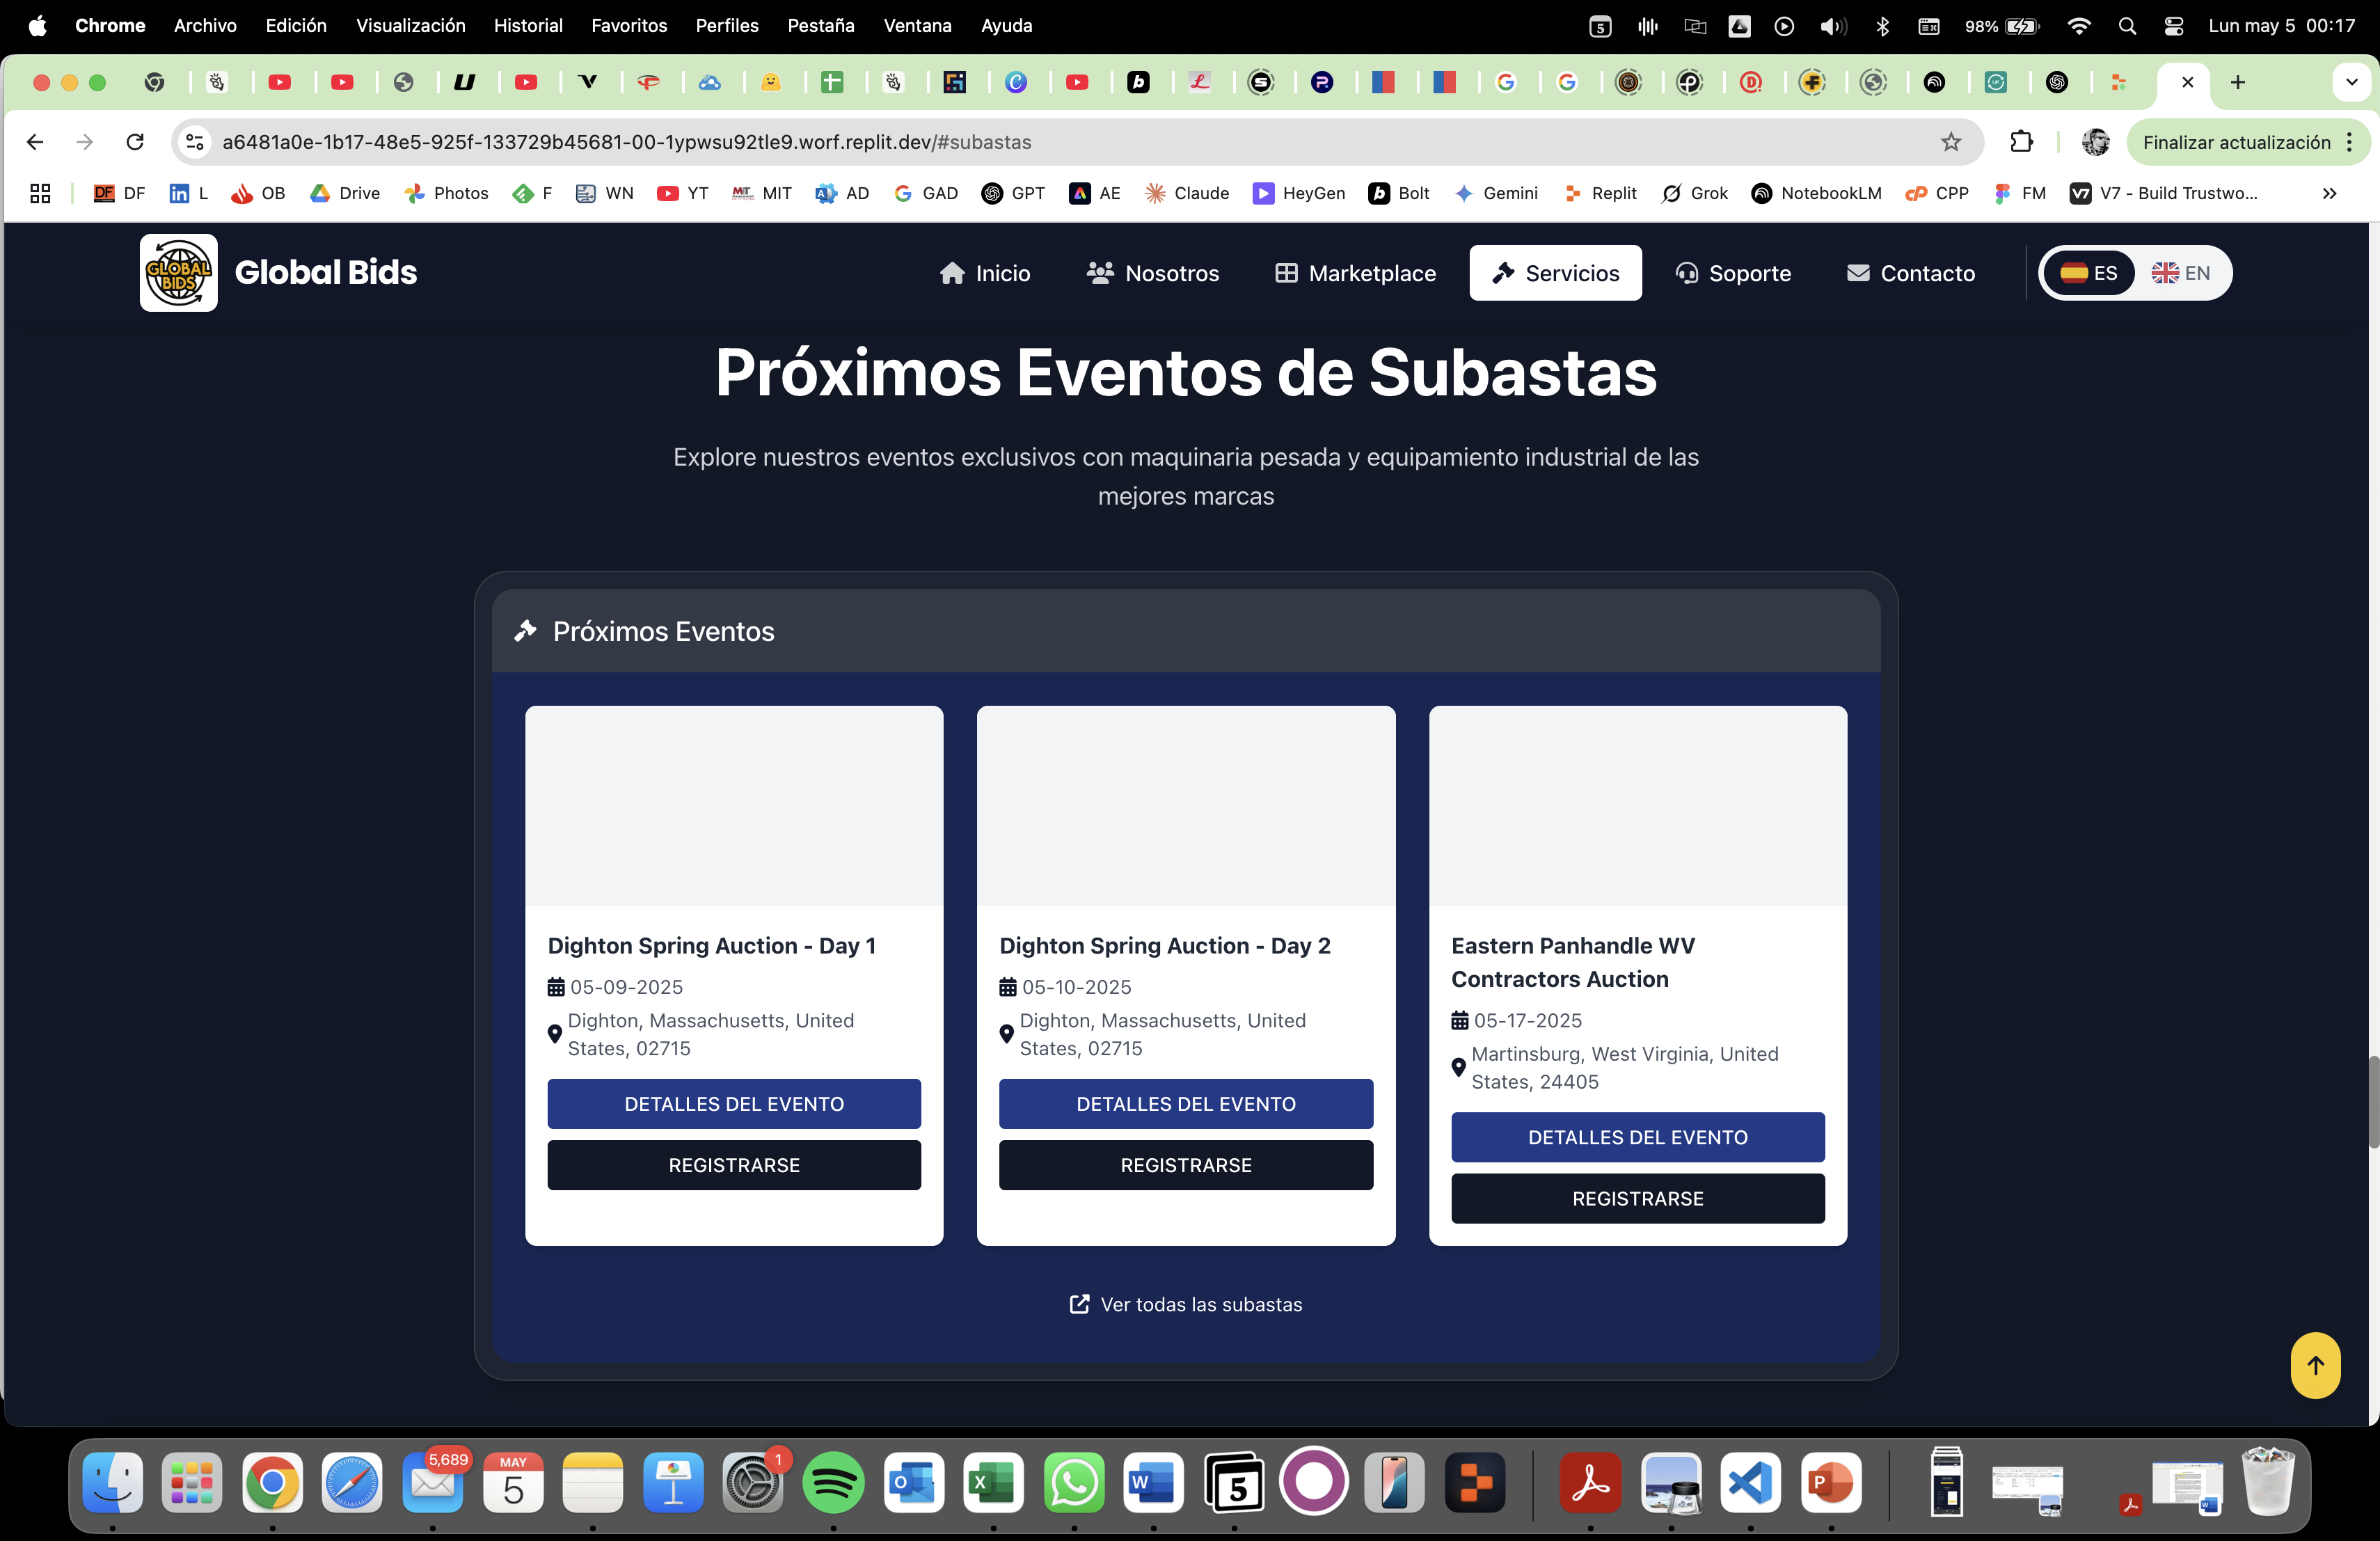 Chrome Archivo Edición Visualización Historial Favoritos Perfiles Pestaña Ventana Ayuda 5 98% Lun may 5 00:17
a6481a0e-1b17-48e5-925f-133729b45681-00-1ypwsu92tle9.worf.replit.dev/#subastas Finalizar actualización
DF L OB Drive Photos F WN YT MIT AD GAD GPT AE Claude HeyGen Bolt Gemini Replit Grok NotebookLM CPP FM V7 - Build Trustwo...
GLOBAL BIDS Global Bids Inicio Nosotros Marketplace Servicios Soporte Contacto ES EN
Próximos Eventos de Subastas
Explore nuestros eventos exclusivos con maquinaria pesada y equipamiento industrial de las
mejores marcas
Próximos Eventos
Dighton Spring Auction - Day 1
05-09-2025
Dighton, Massachusetts, United
States, 02715
DETALLES DEL EVENTO
REGISTRARSE
Dighton Spring Auction - Day 2
05-10-2025
Dighton, Massachusetts, United
States, 02715
DETALLES DEL EVENTO
REGISTRARSE
Eastern Panhandle WV
Contractors Auction
05-17-2025
Martinsburg, West Virginia, United
States, 24405
DETALLES DEL EVENTO
REGISTRARSE
Ver todas las subastas
5,689 MAY 5 1 5